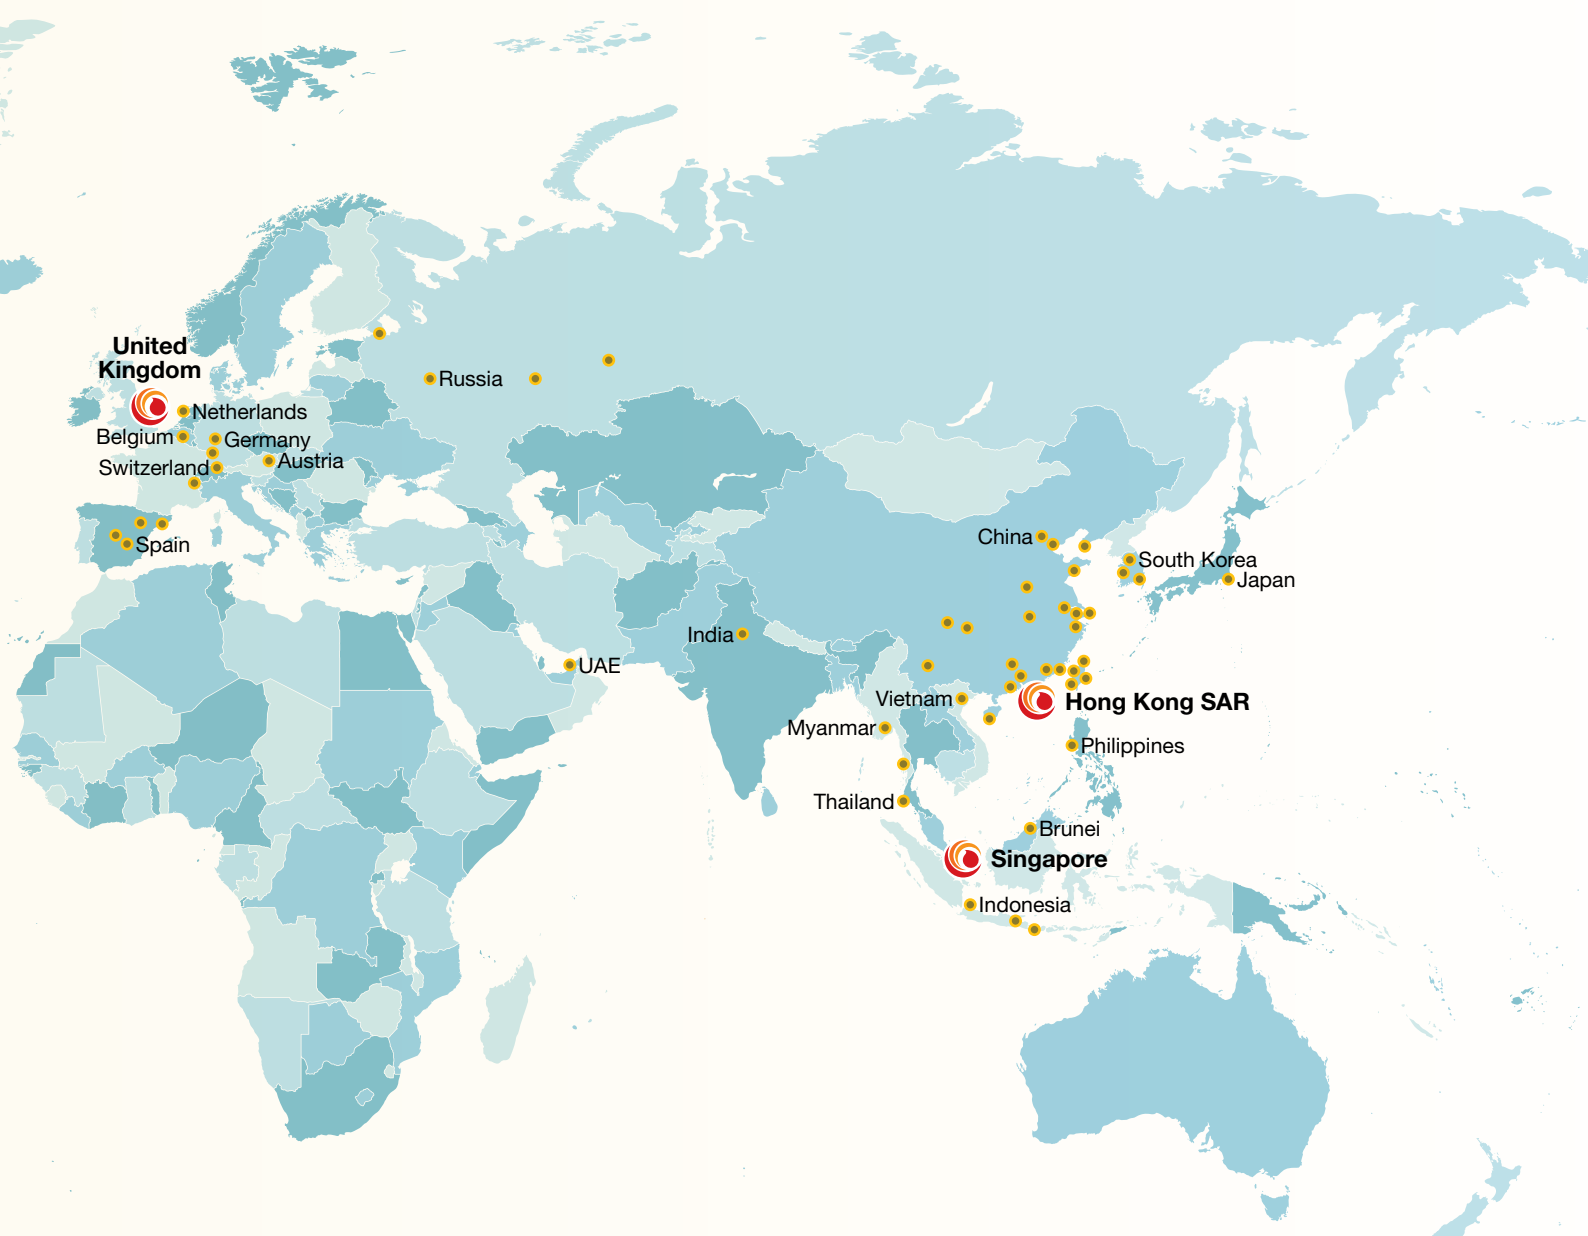 United
Kingdom
Russia
Netherlands
Belgium
Germany
Switzerland
Austria
Spain
China
South Korea
Japan
India
UAE
Vietnam
Hong Kong SAR
Myanmar
Philippines
Thailand
Brunei
Singapore
Indonesia